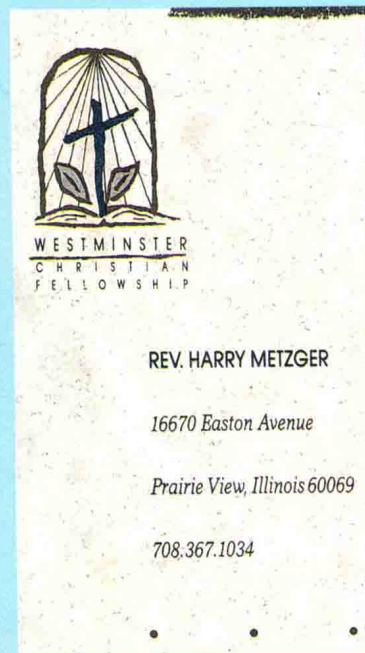 WESTMINSTER
CHRISTIAN
FELLOWSHIP
REV. HARRY METZGER
16670 Easton Avenue
Prairie View, Illinois 60069
708.367.1034